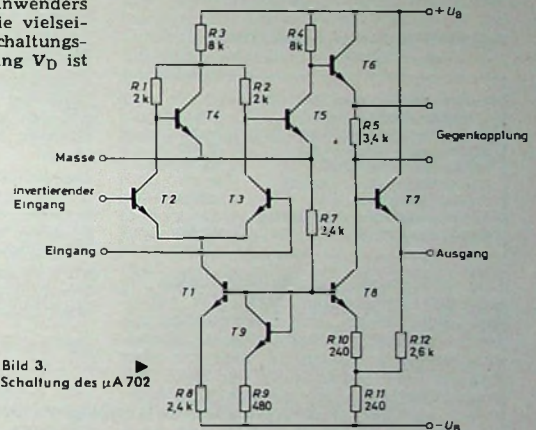 nwenders
ie vielsei-
chaltungs-
ng V_D ist
+U_B
R3
8k
R4
8k
T6
R1
2k
R2
2k
T4
T5
R5
3,4k
Gegenkopplung
Masse
invertierender
Eingang
T2
T3
R7
2,4k
T7
Eingang
Ausgang
T1
T8
T9
R10
240
R12
2,6k
Bild 3.
Schaltung des µA 702
R8
2,4k
R9
480
R11
240
-U_B